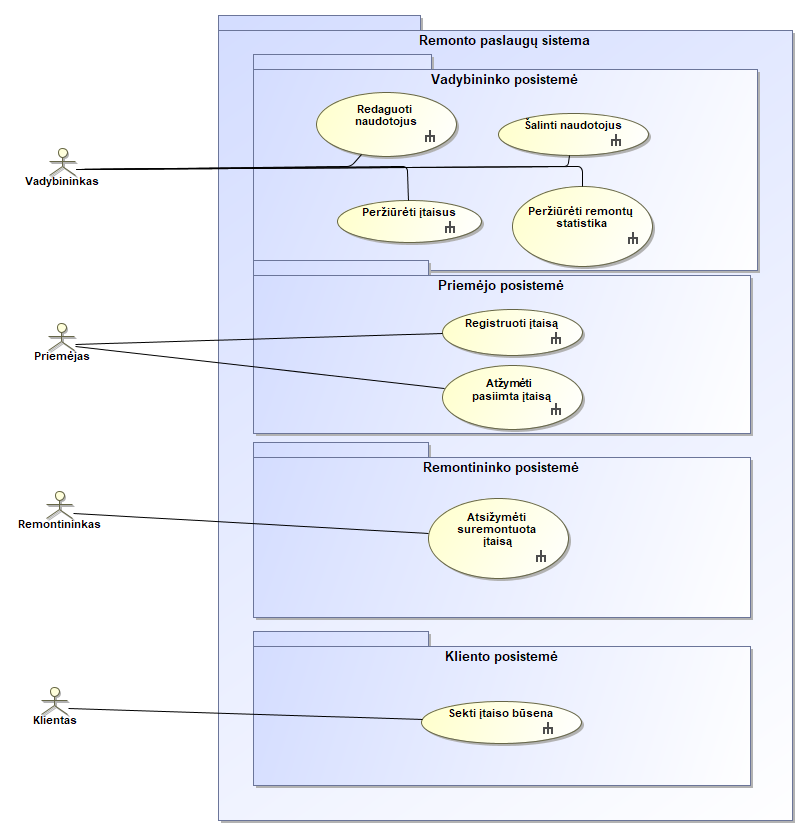 Remonto paslaugų sistema
Vadybininko posistemė
Redaguoti
naudotojus
Šalinti naudotojus
Vadybininkas
Peržiūrėti įtaisus
Peržiūrėti remontų
statistika
Priemėjo posistemė
Registruoti įtaisą
Priemėjas
Atžymėti
pasiimta įtaisą
Remontininko posistemė
Remontininkas
Atsižymėti
suremontuota
įtaisą
Kliento posistemė
Sekti įtaiso būsena
Klientas